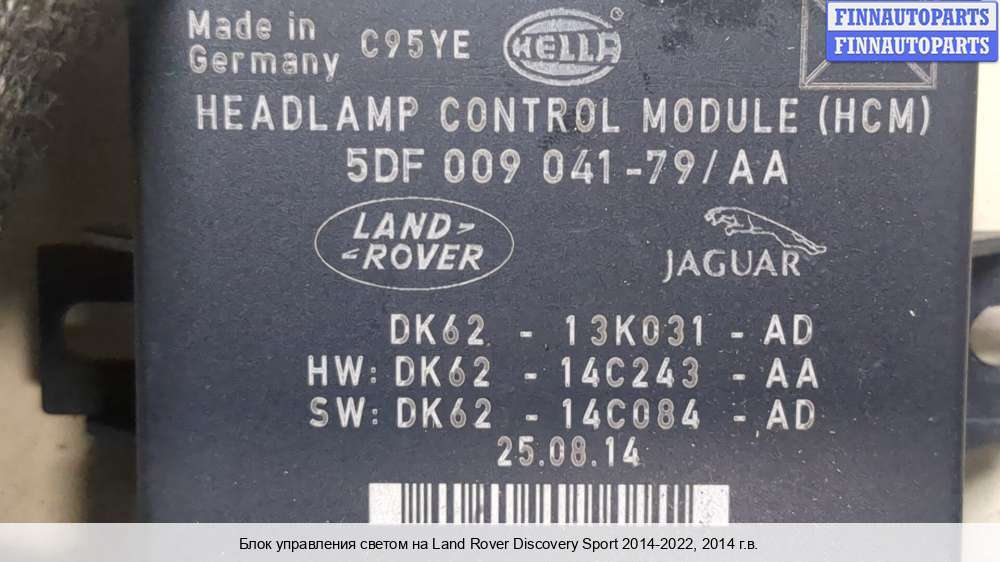 FINNAUTOPARTS
FINNAUTOPARTS
Made in
Germany
C95YE
HELLA
HEADLAMP CONTROL MODULE (HCM)
5DF 009 041-79/AA
LAND
ROVER
JAGUAR
DK62 - 13K031 - AD
HW: DK62 - 14C243 - AA
SW: DK62 - 14C084 - AD
25.08.14
Блок управления светом на Land Rover Discovery Sport 2014-2022, 2014 г.в.